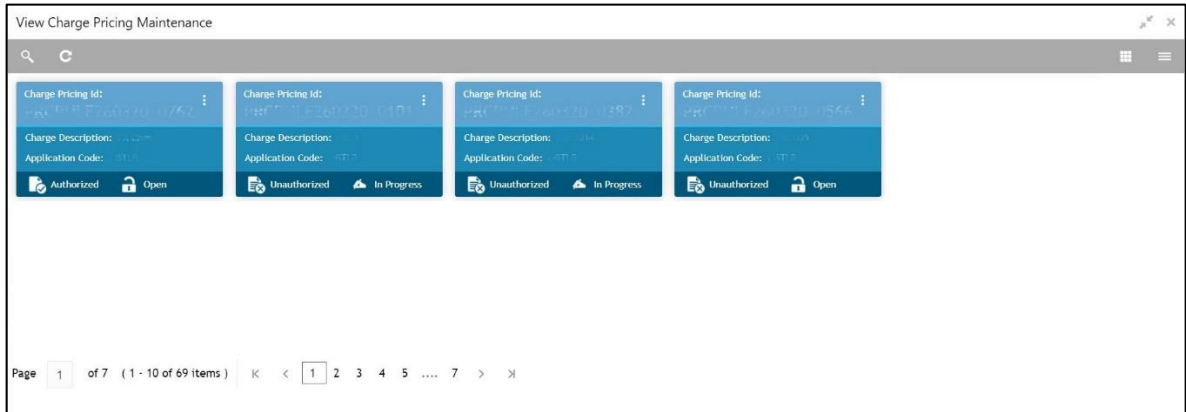 View Charge Pricing Maintenance
Charge Pricing Id:
Charge Description:
Application Code:
Authorized Open
Charge Pricing Id:
Charge Description:
Application Code:
Unauthorized In Progress
Charge Pricing Id:
Charge Description:
Application Code:
Unauthorized In Progress
Charge Pricing Id:
Charge Description:
Application Code:
Unauthorized Open
Page 1 of 7 ( 1 - 10 of 69 items ) 1 2 3 4 5 .... 7